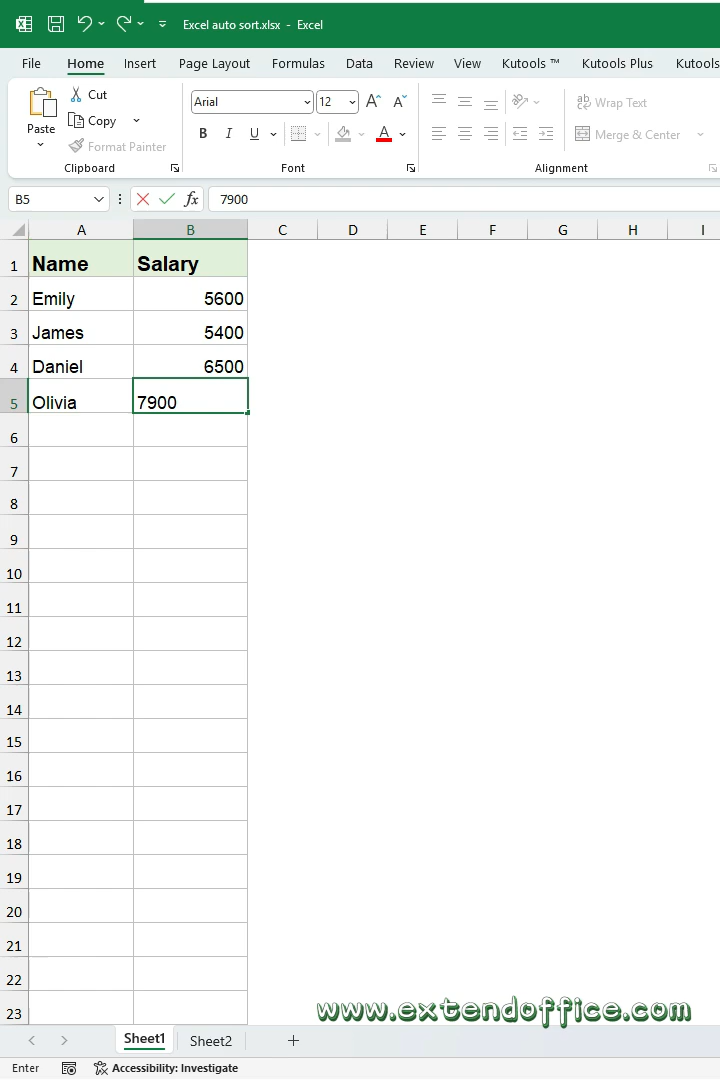 Excel auto sort.xlsx - Excel
File Home Insert Page Layout Formulas Data Review View Kutools ™ Kutools Plus Kutools
Paste
Cut
Copy
Format Painter
Clipboard
Arial 12
B I U
Font
Wrap Text
Merge & Center
Alignment
B5 fx 7900
A B C D E F G H I
1 Name Salary
2 Emily 5600
3 James 5400
4 Daniel 6500
5 Olivia 7900
6
7
8
9
10
11
12
13
14
15
16
17
18
19
20
21
22
23
www.extendoffice.com
Sheet1 Sheet2
Enter Accessibility: Investigate